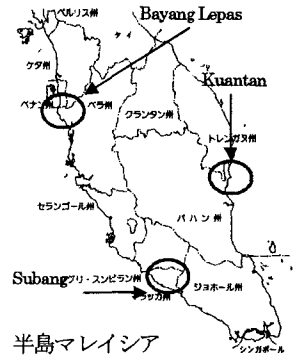 Bayang Lepas
ペルリス州
タイ
ケダ州
Kuantan
ペナン州
ペラ州
クランタン州
トレンガヌ州
セランゴール州
パハン州
Subang
グリ・スンビラン州
ラッカ州
ジョホール州
シンガポール
半島マレイシア